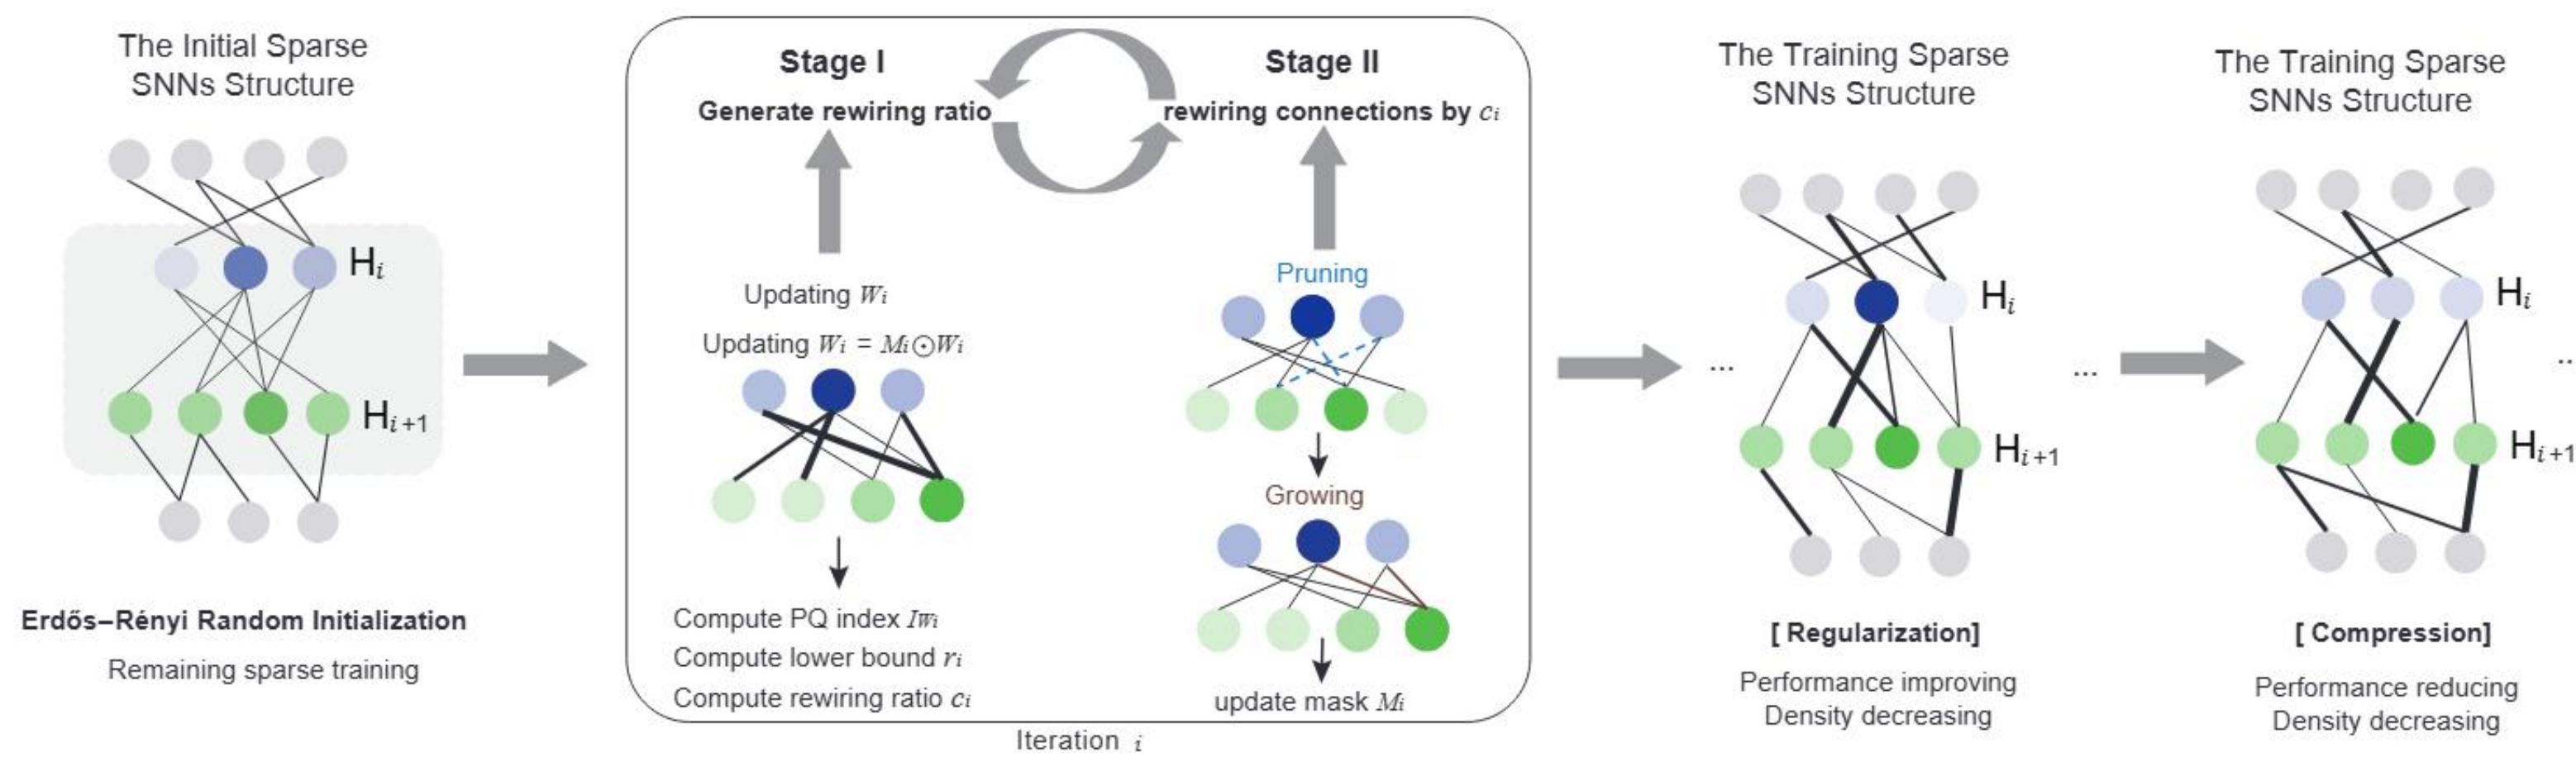 The Initial Sparse
SNNs Structure
H𝑖
H𝑖+1
Erdős–Rényi Random Initialization
Remaining sparse training
Stage I
Generate rewiring ratio
Updating W𝑖
Updating W𝑖 = M𝑖⊙W𝑖
Compute PQ index Iw𝑖
Compute lower bound r𝑖
Compute rewiring ratio c𝑖
Stage II
rewiring connections by c𝑖
Pruning
Growing
update mask M𝑖
Iteration 𝑖
The Training Sparse
SNNs Structure
...
H𝑖
H𝑖+1
[ Regularization]
Performance improving
Density decreasing
...
The Training Sparse
SNNs Structure
H𝑖
..
H𝑖+1
[ Compression]
Performance reducing
Density decreasing